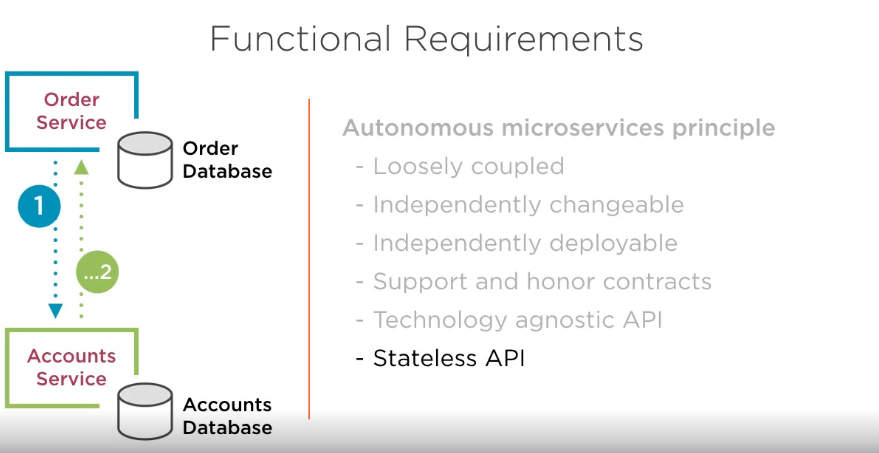 Functional Requirements
Order
Service
Order
Database
1
...2
Accounts
Service
Accounts
Database
Autonomous microservices principle
- Loosely coupled
- Independently changeable
- Independently deployable
- Support and honor contracts
- Technology agnostic API
- Stateless API